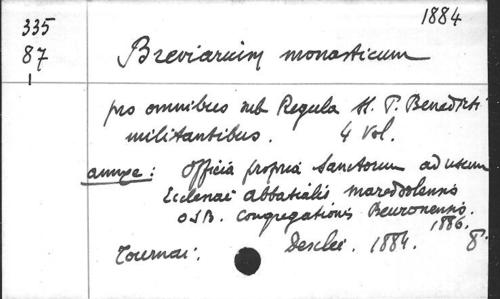 1884
335
87
Breviarium monasticum
pro omnibus sub Regula St. P. Benedicti
militantibus. 4 vol.
annexe: Officia propria Sanctorum ad usum
Ecclesiae abbatialis maredsolensis
O.S.B. Congregationis Beuronensis.
1886.
Tournai. Desclée. 1884. 8°